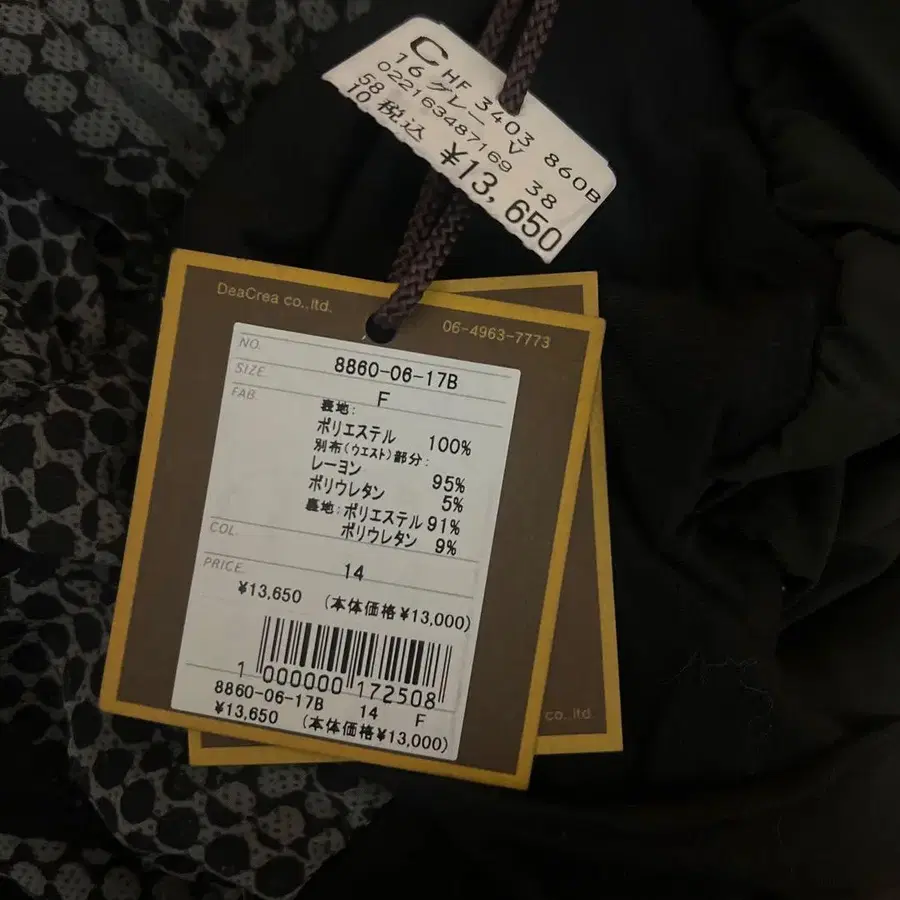 C HF 3403 860B
16 グレー V
022163487169 38
58
10 税込 ¥13,650
DeaCrea co.,ltd.
06-4963-7773
NO.
8860-06-17B
SIZE
F
FAB.
表地:
ポリエステル 100%
別布(ウエスト)部分:
レーヨン 95%
ポリウレタン 5%
裏地:ポリエステル 91%
ポリウレタン 9%
COL.
14
PRICE
¥13,650 (本体価格¥13,000)
1 000000 172508
8860-06-17B 14 F
¥13,650 (本体価格¥13,000)
co.,ltd.